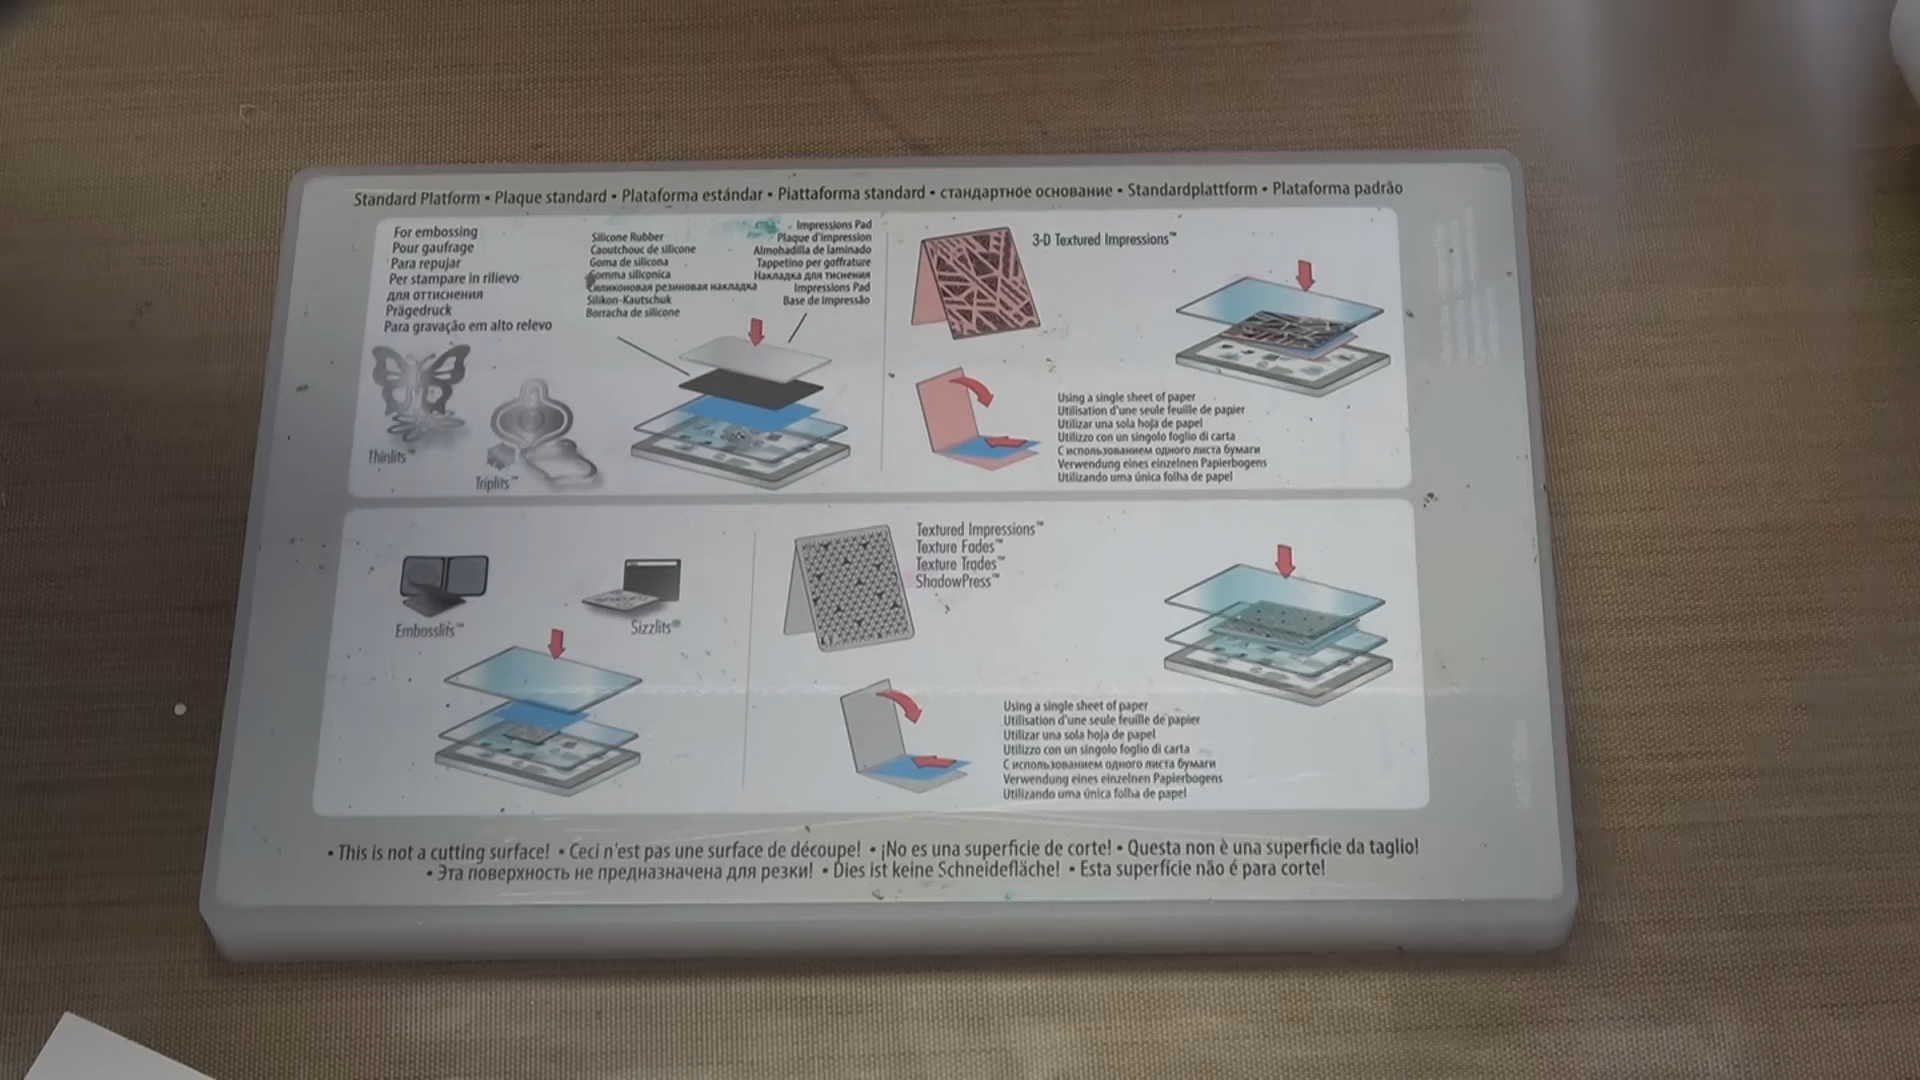 Standard Platform • Plaque standard • Plataforma estándar • Piattaforma standard • стандартное основание • Standardplattform • Plataforma padrão
For embossing
Pour gaufrage
Para repujar
Per stampare in rilievo
для оттиснения
Prägedruck
Para gravação em alto relevo
Silicone Rubber
Caoutchouc de silicone
Goma de silicona
Gomma siliconica
Силиконовая резиновая накладка
Silikon-Kautschuk
Borracha de silicone
Impressions Pad
Plaque d'impression
Almohadilla de laminado
Tappetino per goffrature
Накладка для тиснения
Impressions Pad
Base de impressão
Thinlits™
Triplits™
3-D Textured Impressions™
Using a single sheet of paper
Utilisation d'une seule feuille de papier
Utilizar una sola hoja de papel
Utilizzo con un singolo foglio di carta
С использованием одного листа бумаги
Verwendung eines einzelnen Papierbogens
Utilizando uma única folha de papel
Embosslits™
Sizzlits®
Textured Impressions™
Texture Fades™
Texture Trades™
ShadowPress™
Using a single sheet of paper
Utilisation d'une seule feuille de papier
Utilizar una sola hoja de papel
Utilizzo con un singolo foglio di carta
С использованием одного листа бумаги
Verwendung eines einzelnen Papierbogens
Utilizando uma única folha de papel
• This is not a cutting surface! • Ceci n'est pas une surface de découpe! • ¡No es una superficie de corte! • Questa non è una superficie da taglio!
• Эта поверхность не предназначена для резки! • Dies ist keine Schneidefläche! • Esta superfície não é para corte!